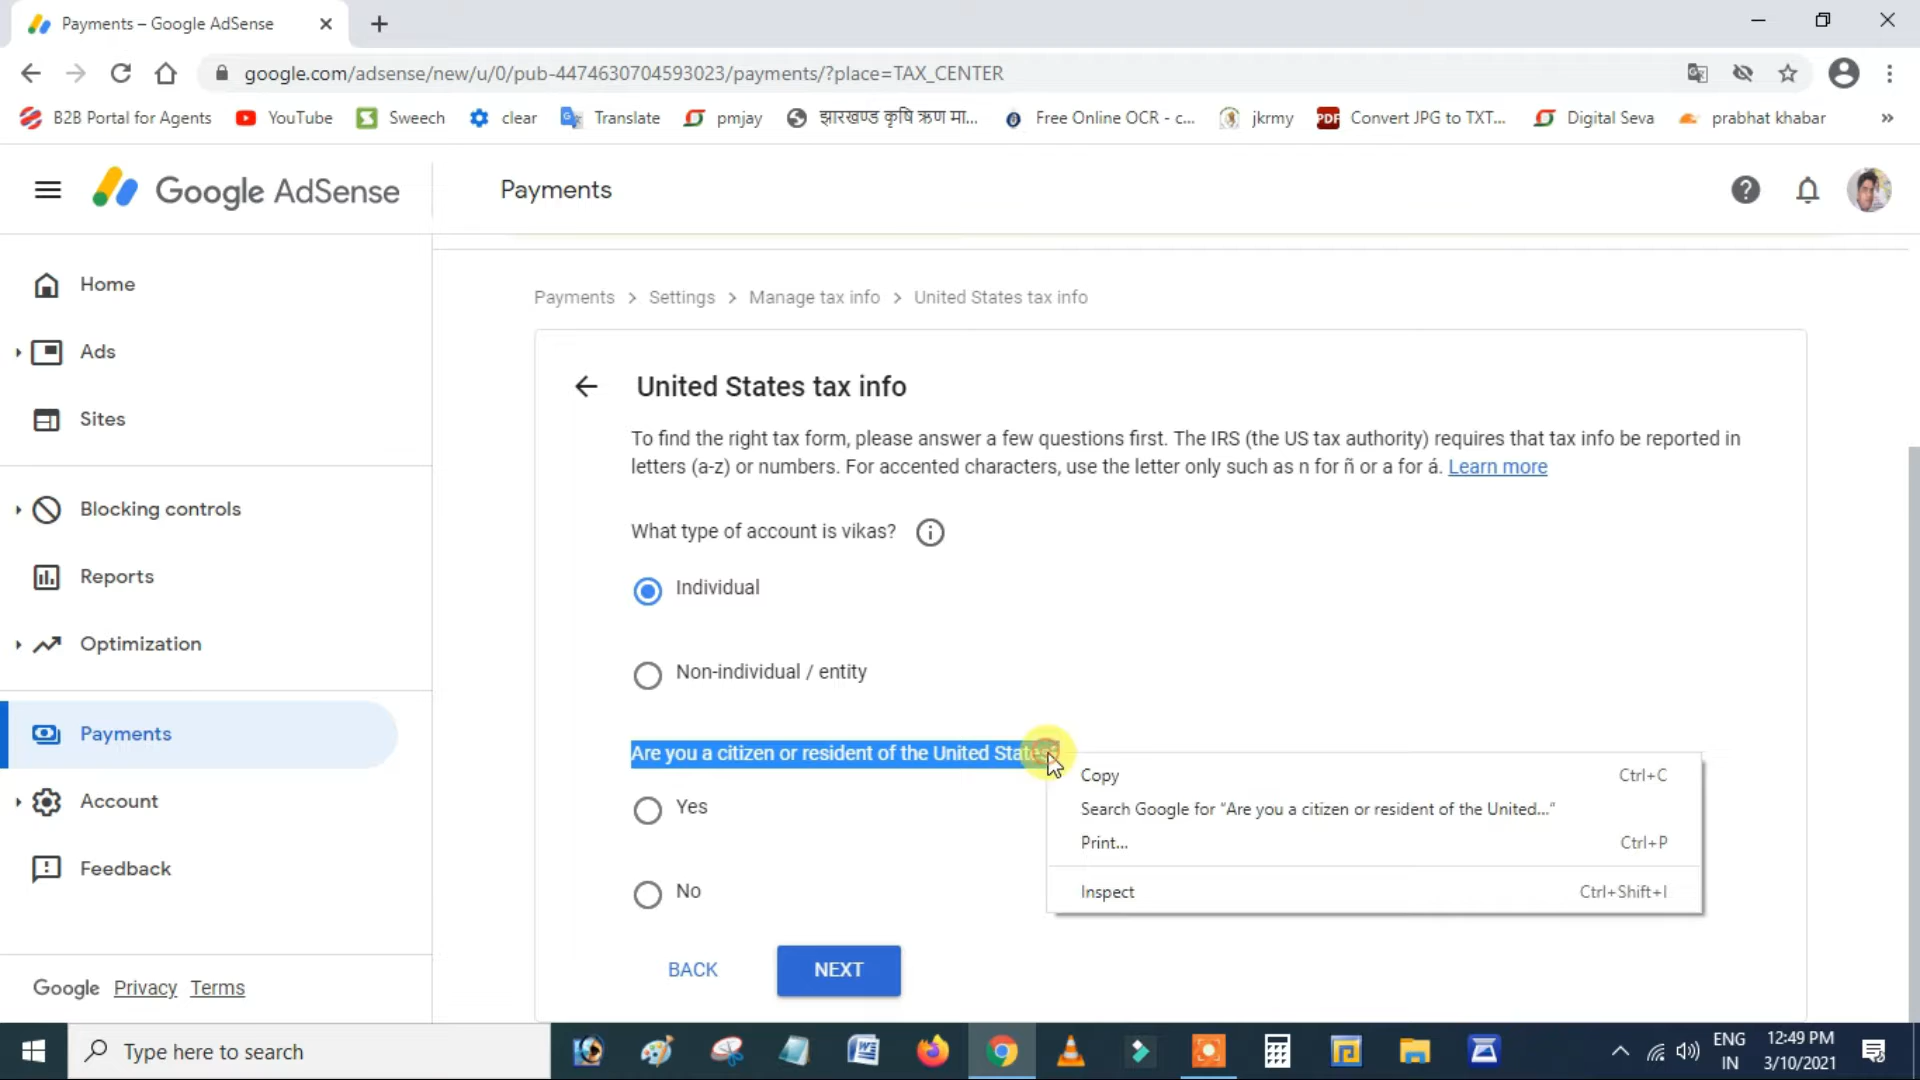 Payments – Google AdSense
google.com/adsense/new/u/0/pub-4474630704593023/payments/?place=TAX_CENTER
B2B Portal for Agents YouTube Sweech clear Translate pmjay झारखण्ड कृषि ऋण मा... Free Online OCR - c... jkrmy Convert JPG to TXT... Digital Seva prabhat khabar »
Google AdSense Payments
Home
Ads
Sites
Blocking controls
Reports
Optimization
Payments
Account
Feedback
Google Privacy Terms
Payments > Settings > Manage tax info > United States tax info
United States tax info
To find the right tax form, please answer a few questions first. The IRS (the US tax authority) requires that tax info be reported in
letters (a-z) or numbers. For accented characters, use the letter only such as n for ñ or a for á. Learn more
What type of account is vikas?
Individual
Non-individual / entity
Are you a citizen or resident of the United States?
Yes
No
BACK NEXT
Copy Ctrl+C
Search Google for “Are you a citizen or resident of the United...”
Print... Ctrl+P
Inspect Ctrl+Shift+I
Type here to search
ENG
IN
12:49 PM
3/10/2021